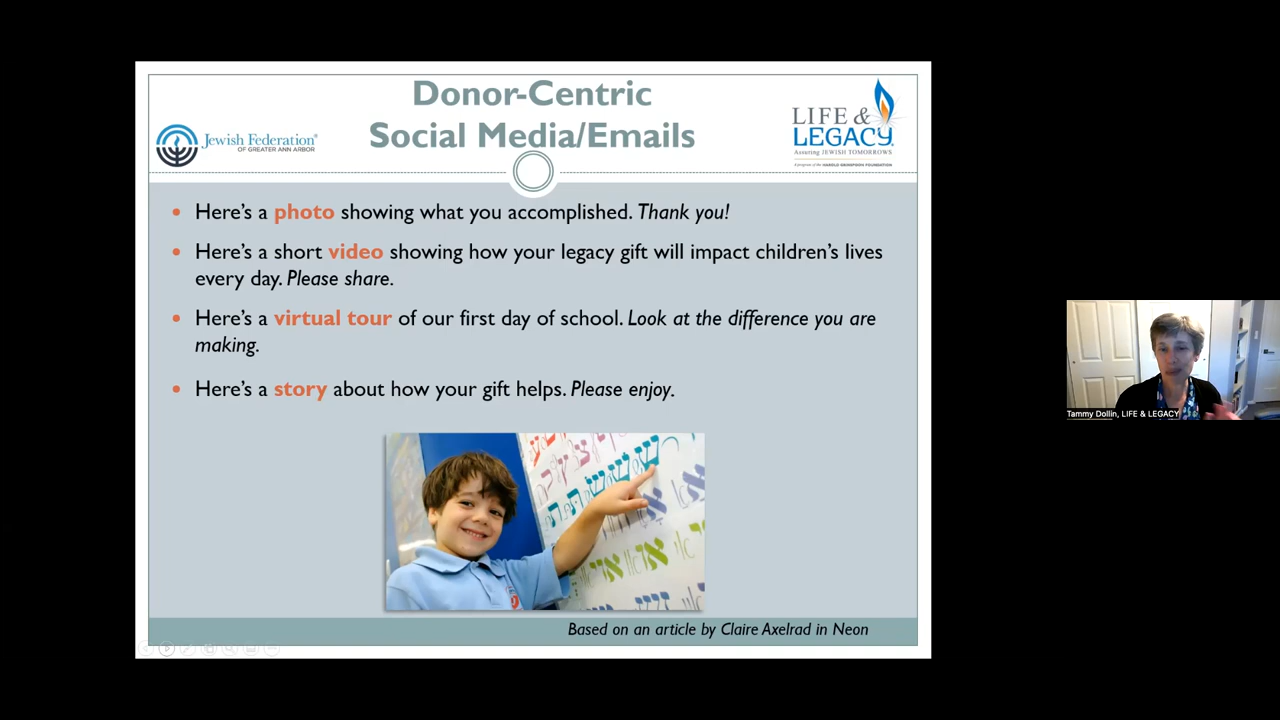 Donor-Centric
Social Media/Emails
Jewish Federation®
OF GREATER ANN ARBOR
LIFE &
LEGACY®
Assuring JEWISH TOMORROWS
A program of the HAROLD GRINSPOON FOUNDATION
• Here's a photo showing what you accomplished. Thank you!
• Here's a short video showing how your legacy gift will impact children's lives
every day. Please share.
• Here's a virtual tour of our first day of school. Look at the difference you are
making.
• Here's a story about how your gift helps. Please enjoy.
Based on an article by Claire Axelrad in Neon
Tammy Dollin, LIFE & LEGACY